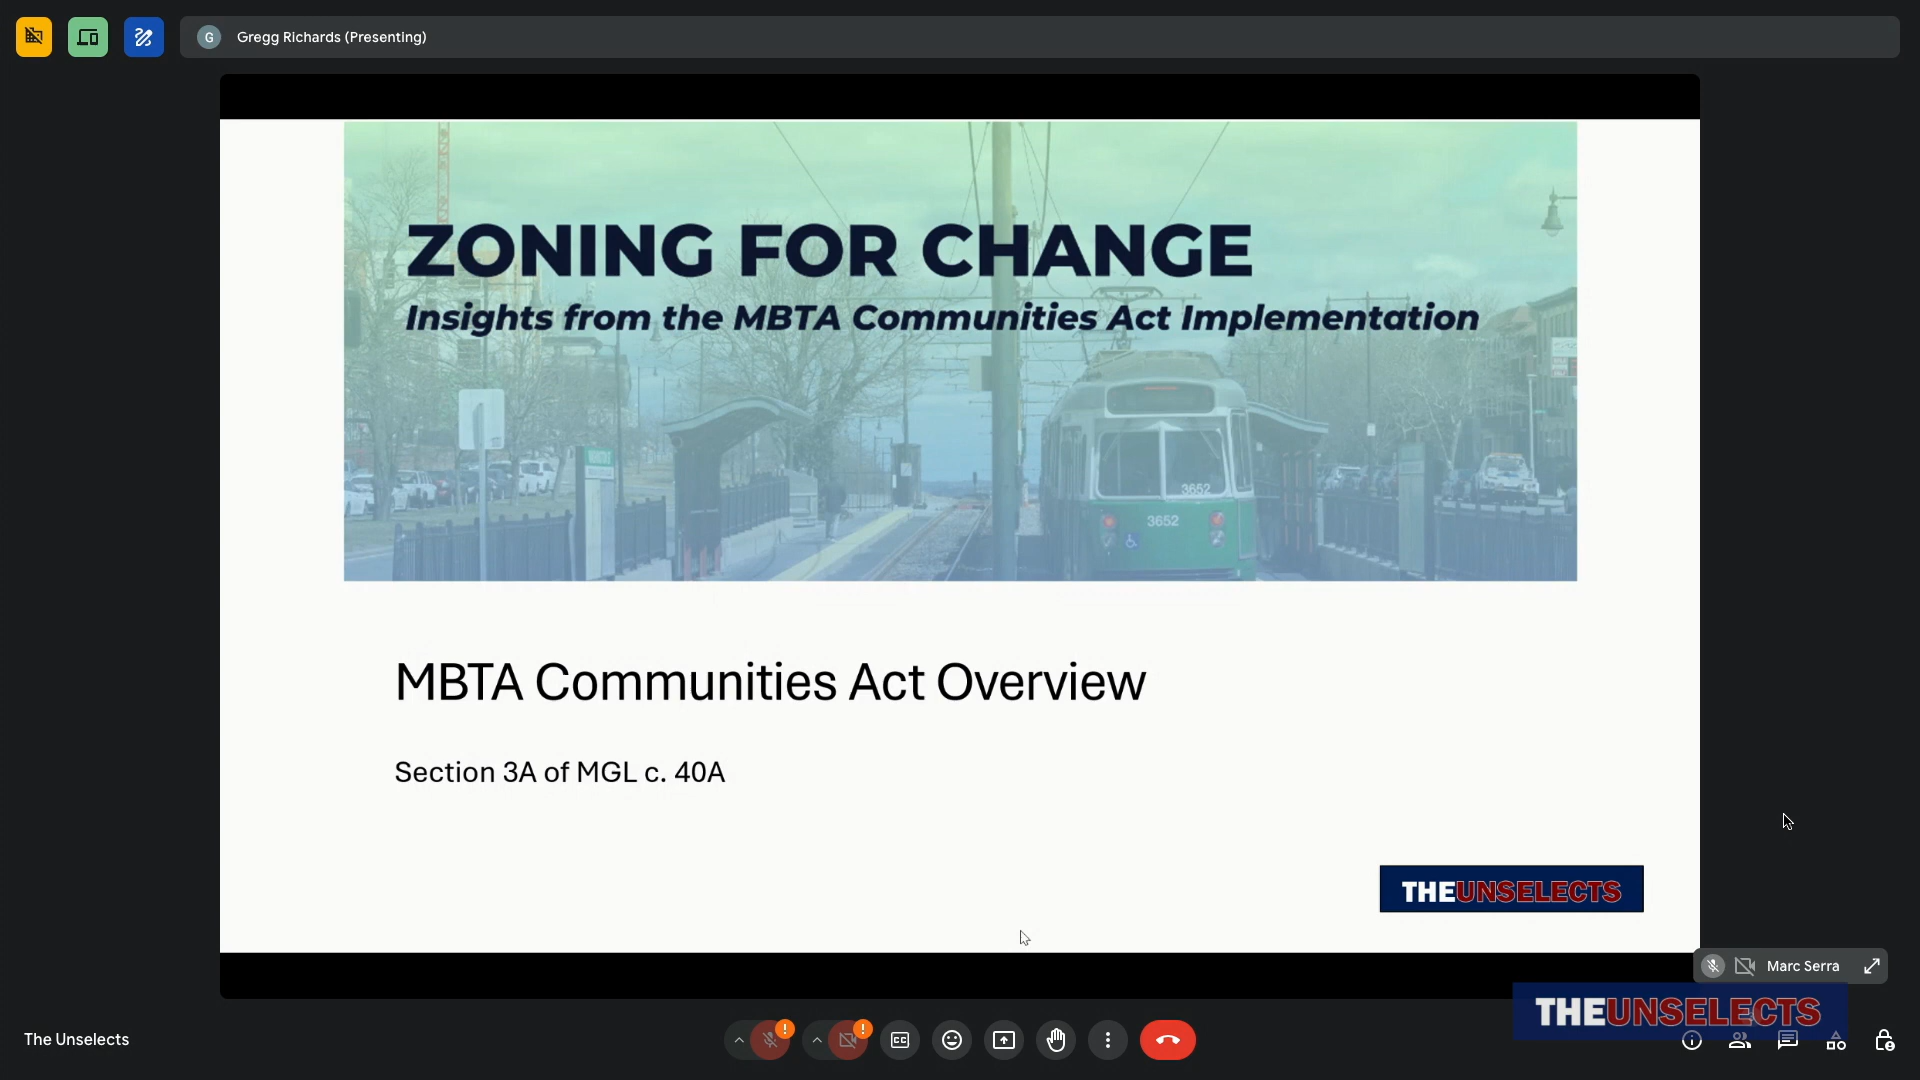 G Gregg Richards (Presenting)
ZONING FOR CHANGE
Insights from the MBTA Communities Act Implementation
3652
3652
MBTA Communities Act Overview
Section 3A of MGL c. 40A
THEUNSELECTS
Marc Serra
THEUNSELECTS
The Unselects